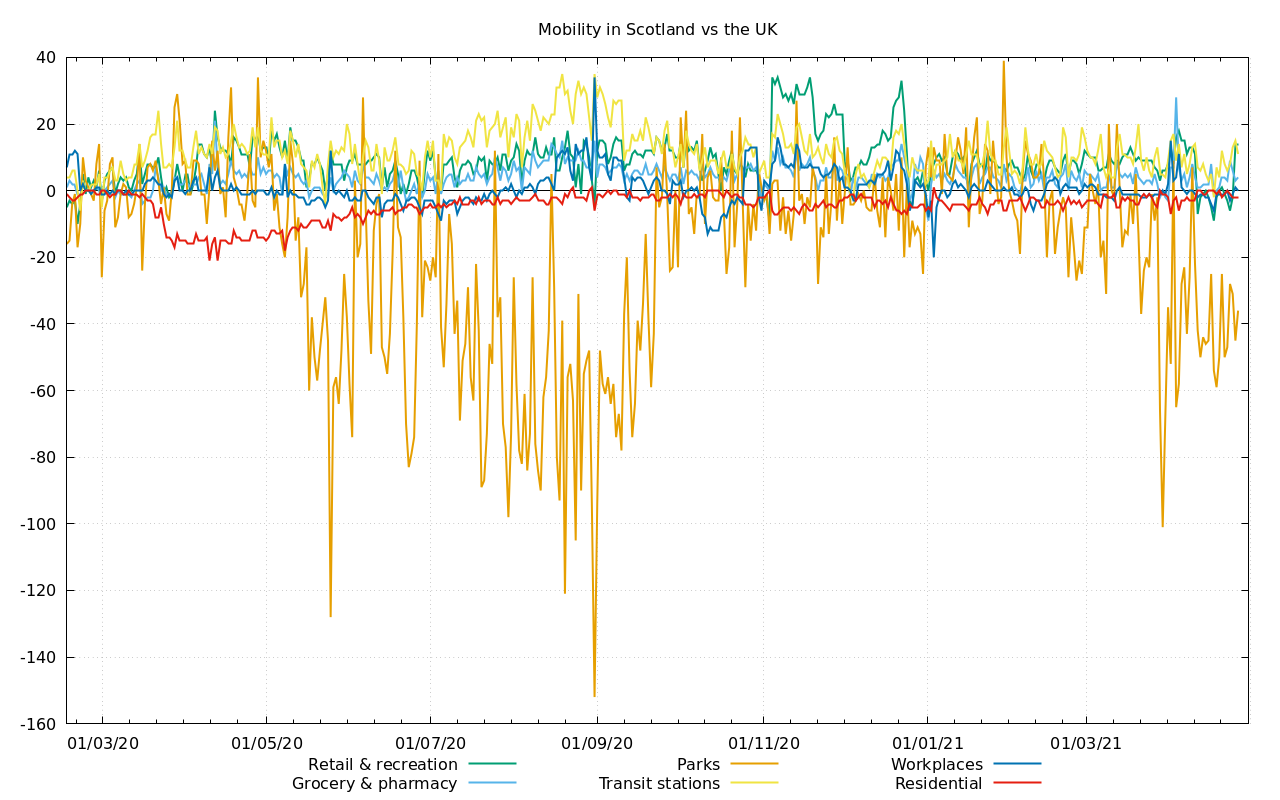 Mobility in Scotland vs the UK
40
20
0
-20
-40
-60
-80
-100
-120
-140
-160
01/03/20 01/05/20 01/07/20 01/09/20 01/11/20 01/01/21 01/03/21
Retail & recreation Parks Workplaces
Grocery & pharmacy Transit stations Residential